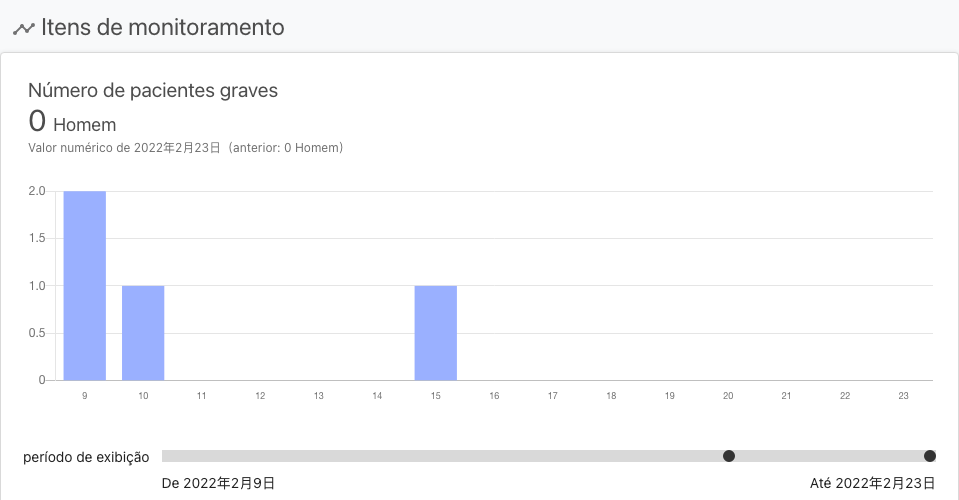 Itens de monitoramento
Número de pacientes graves
0 Homem
Valor numérico de 2022年2月23日（anterior: 0 Homem）
2.0
1.5
1.0
0.5
0
9 10 11 12 13 14 15 16 17 18 19 20 21 22 23
período de exibição
De 2022年2月9日 Até 2022年2月23日